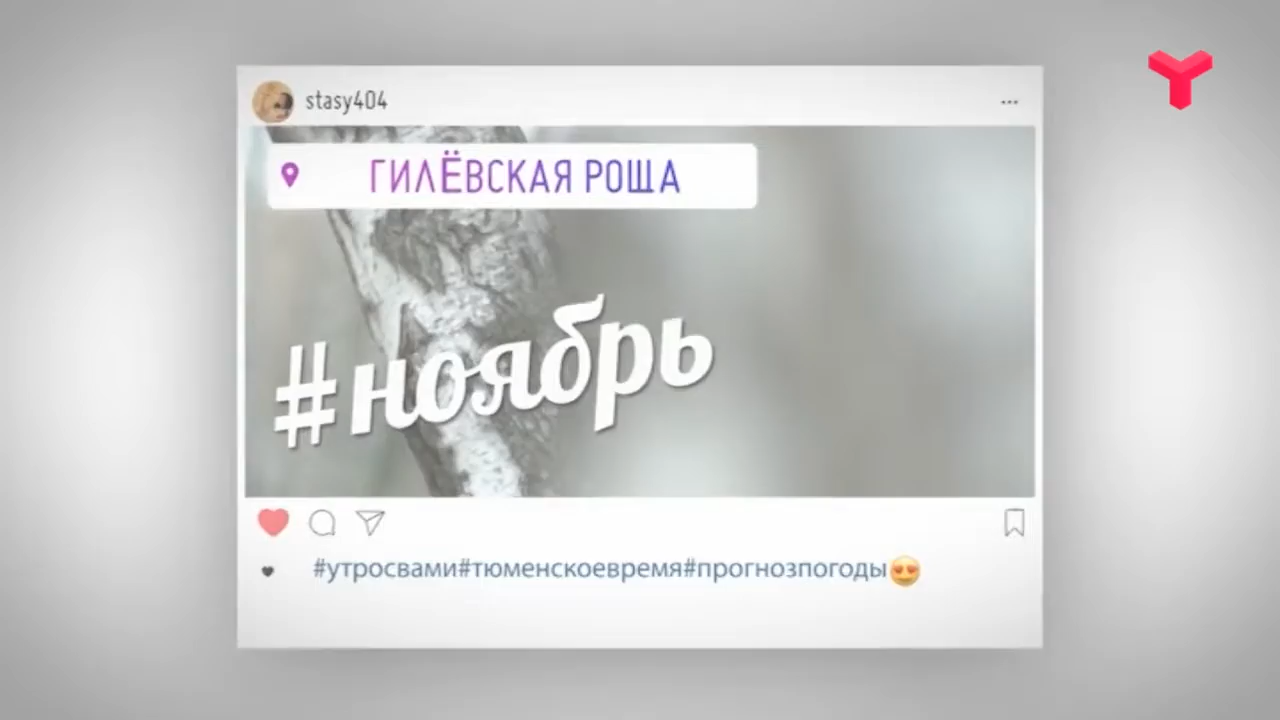 stasy404
ГИЛЁВСКАЯ РОЩА
#ноябрь
#утросвами#тюменскоевремя#прогнозпогоды😍